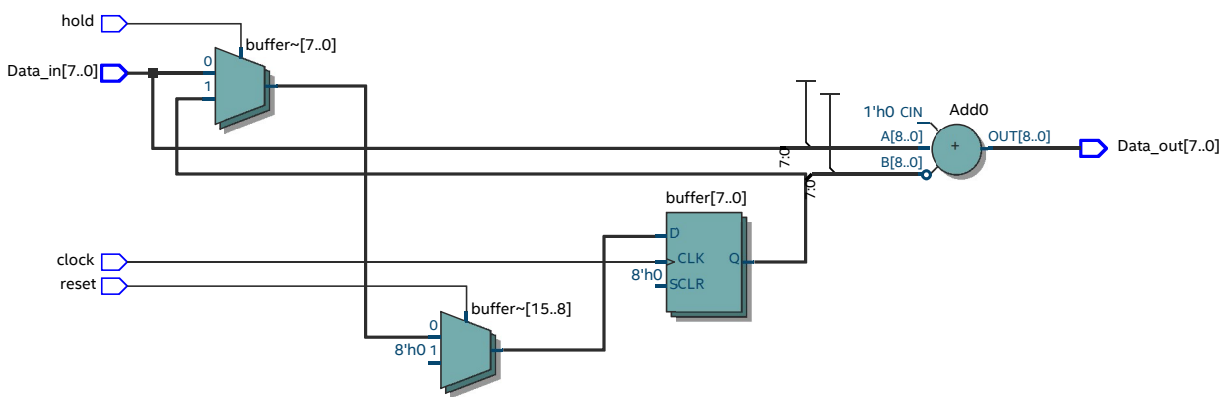 hold
buffer~[7..0]
Data_in[7..0]
0
1
1'h0 CIN
Add0
A[8..0]
+
OUT[8..0]
Data_out[7..0]
7:0
B[8..0]
7:0
buffer[7..0]
D
clock
CLK
Q
8'h0
SCLR
reset
buffer~[15..8]
0
8'h0 1